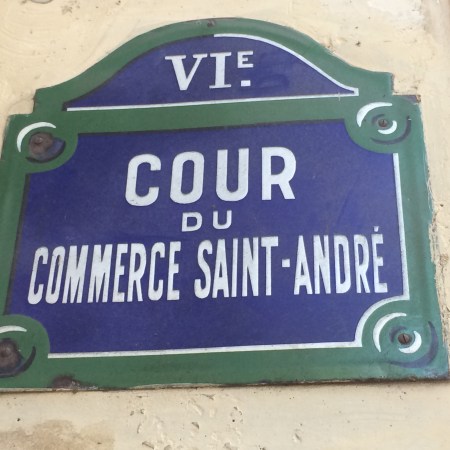 VIE.
COUR
DU
COMMERCE SAINT-ANDRÉ